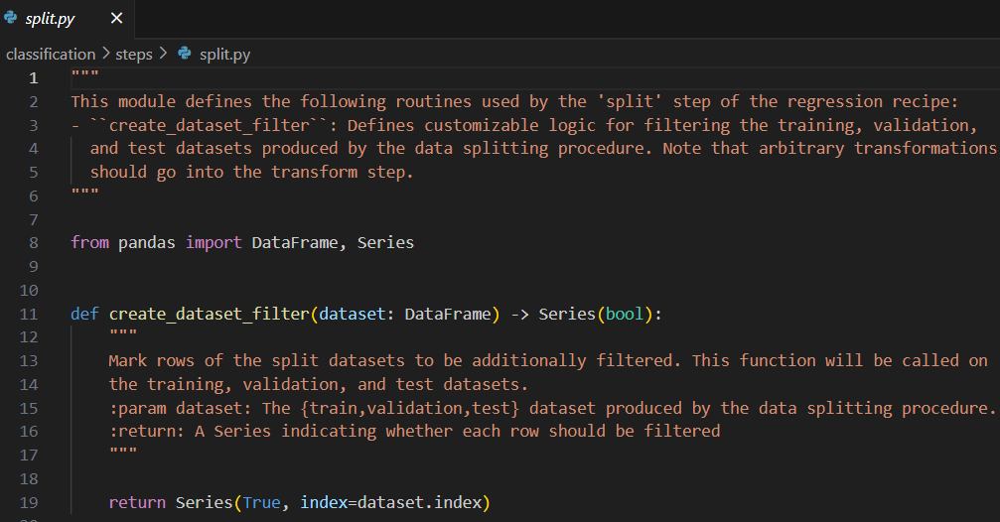 split.py ×
classification > steps > split.py
1 """
2 This module defines the following routines used by the 'split' step of the regression recipe:
3 - ``create_dataset_filter``: Defines customizable logic for filtering the training, validation,
4   and test datasets produced by the data splitting procedure. Note that arbitrary transformations
5   should go into the transform step.
6 """
7
8 from pandas import DataFrame, Series
9
10
11 def create_dataset_filter(dataset: DataFrame) -> Series(bool):
12     """
13     Mark rows of the split datasets to be additionally filtered. This function will be called on
14     the training, validation, and test datasets.
15     :param dataset: The {train,validation,test} dataset produced by the data splitting procedure.
16     :return: A Series indicating whether each row should be filtered
17     """
18
19     return Series(True, index=dataset.index)